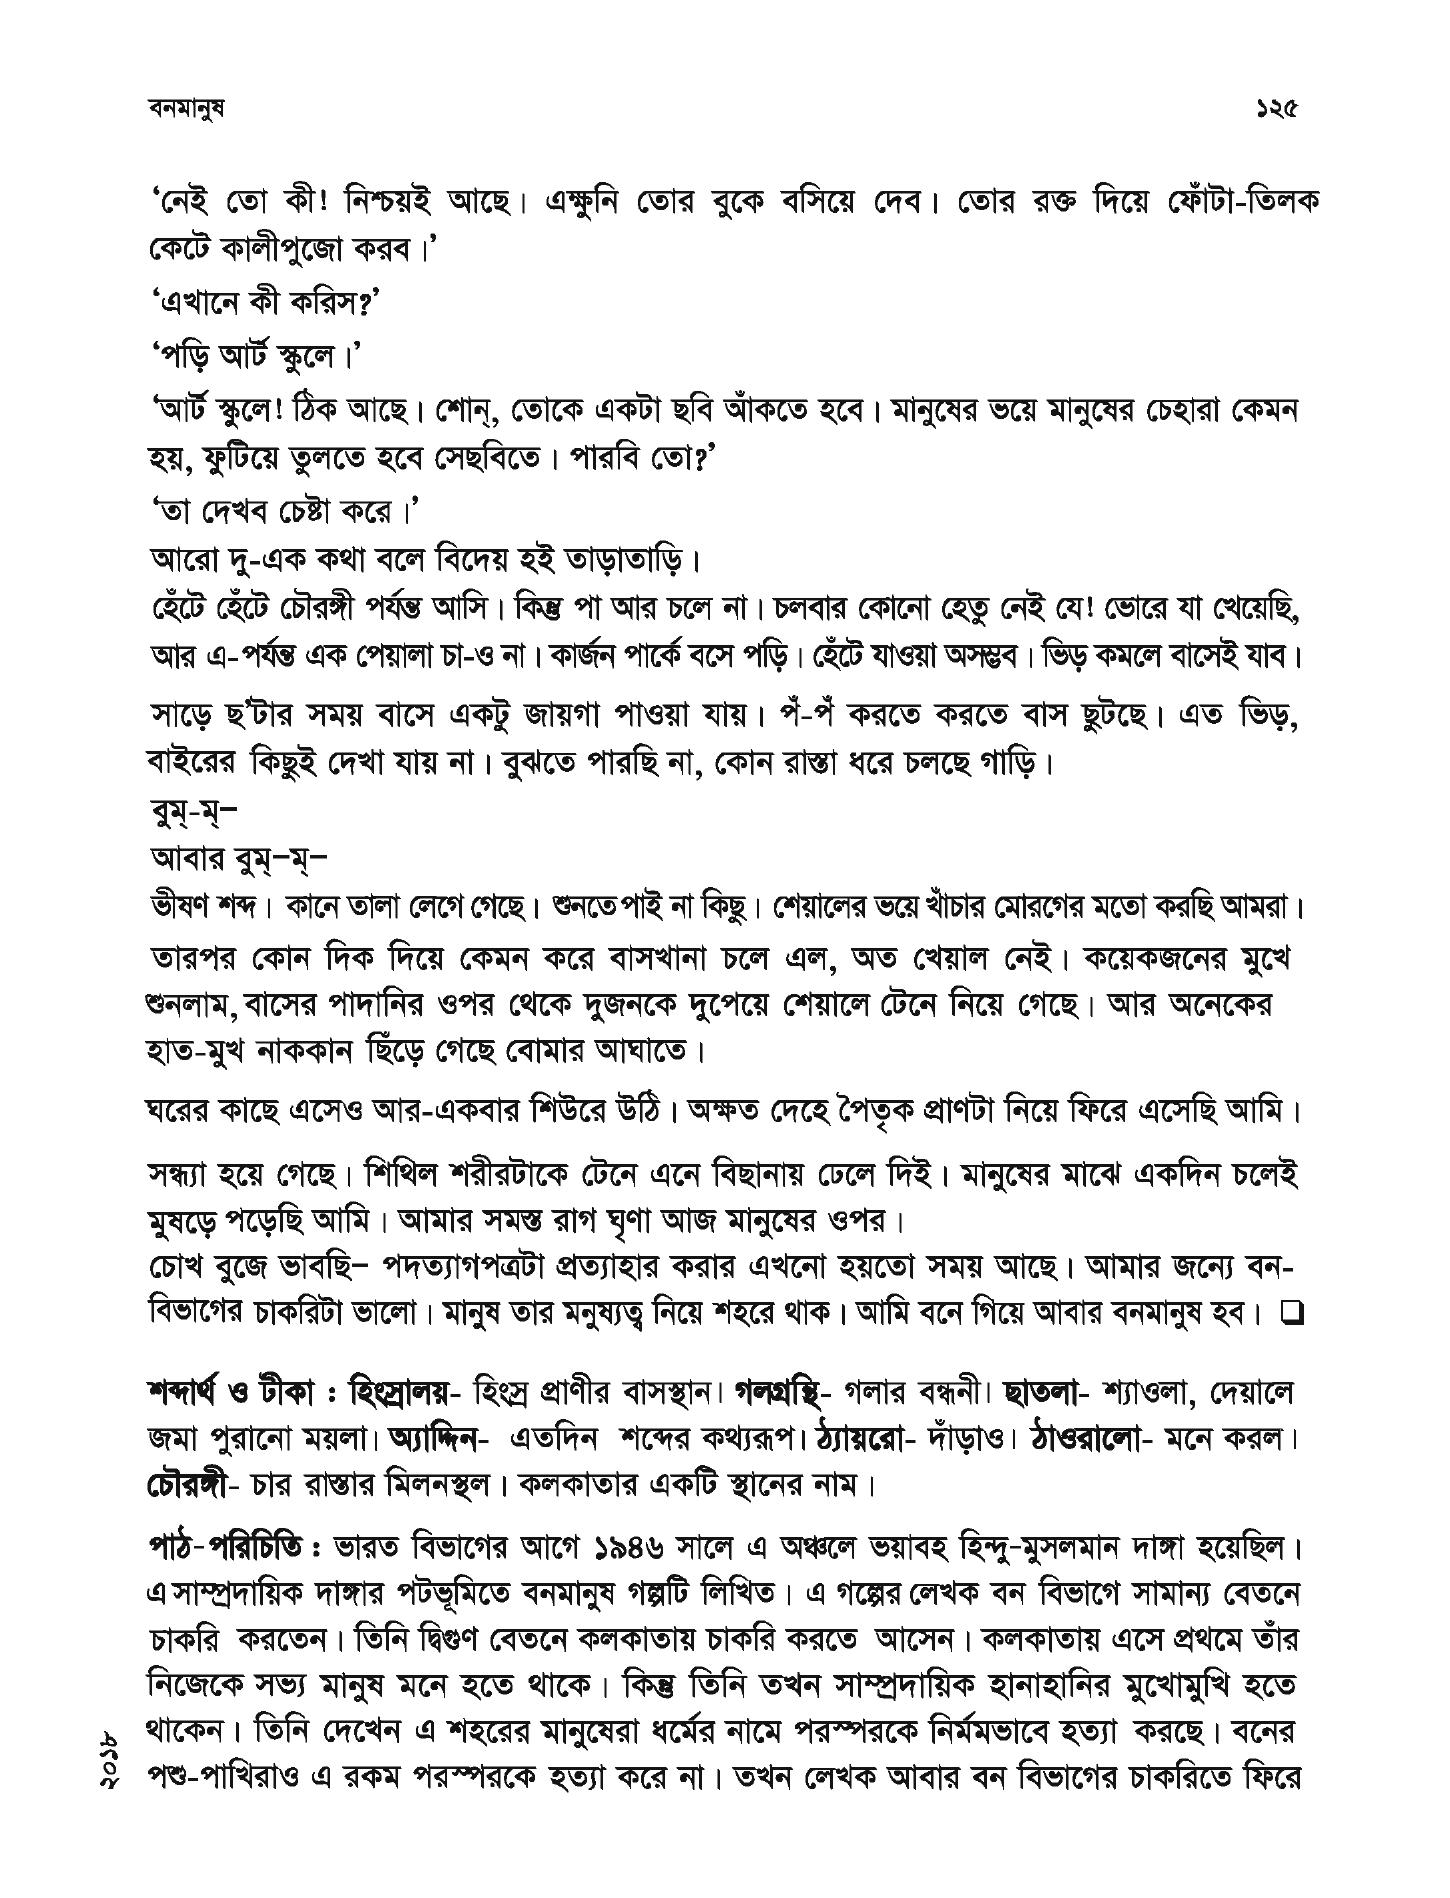 বনমানুষ ১২৫
‘নেই তো কী! নিশ্চয়ই আছে। এক্ষুনি তোর বুকে বসিয়ে দেব। তোর রক্ত দিয়ে ফোঁটা-তিলক
কেটে কালীপুজো করব।’
‘এখানে কী করিস?’
‘পড়ি আর্ট স্কুলে।’
‘আর্ট স্কুলে! ঠিক আছে। শোন্, তোকে একটা ছবি আঁকতে হবে। মানুষের ভয়ে মানুষের চেহারা কেমন
হয়, ফুটিয়ে তুলতে হবে সেছবিতে। পারবি তো?’
‘তা দেখব চেষ্টা করে।’
আরো দু-এক কথা বলে বিদেয় হই তাড়াতাড়ি।
হেঁটে হেঁটে চৌরঙ্গী পর্যন্ত আসি। কিন্তু পা আর চলে না। চলবার কোনো হেতু নেই যে! ভোরে যা খেয়েছি,
আর এ-পর্যন্ত এক পেয়ালা চা-ও না। কার্জন পার্কে বসে পড়ি। হেঁটে যাওয়া অসম্ভব। ভিড় কমলে বাসেই যাব।
সাড়ে ছ’টার সময় বাসে একটু জায়গা পাওয়া যায়। পঁ-পঁ করতে করতে বাস ছুটছে। এত ভিড়,
বাইরের কিছুই দেখা যায় না। বুঝতে পারছি না, কোন রাস্তা ধরে চলছে গাড়ি।
বুম্-ম্–
আবার বুম্–ম্–
ভীষণ শব্দ। কানে তালা লেগে গেছে। শুনতে পাই না কিছু। শেয়ালের ভয়ে খাঁচার মোরগের মতো করছি আমরা।
তারপর কোন দিক দিয়ে কেমন করে বাসখানা চলে এল, অত খেয়াল নেই। কয়েকজনের মুখে
শুনলাম, বাসের পাদানির ওপর থেকে দুজনকে দুপেয়ে শেয়ালে টেনে নিয়ে গেছে। আর অনেকের
হাত-মুখ নাককান ছিঁড়ে গেছে বোমার আঘাতে।
ঘরের কাছে এসেও আর-একবার শিউরে উঠি। অক্ষত দেহে পৈতৃক প্রাণটা নিয়ে ফিরে এসেছি আমি।
সন্ধ্যা হয়ে গেছে। শিথিল শরীরটাকে টেনে এনে বিছানায় ঢেলে দিই। মানুষের মাঝে একদিন চলেই
মুষড়ে পড়েছি আমি। আমার সমস্ত রাগ ঘৃণা আজ মানুষের ওপর।
চোখ বুজে ভাবছি– পদত্যাগপত্রটা প্রত্যাহার করার এখনো হয়তো সময় আছে। আমার জন্যে বন-
বিভাগের চাকরিটা ভালো। মানুষ তার মনুষ্যত্ব নিয়ে শহরে থাক। আমি বনে গিয়ে আবার বনমানুষ হব। ❑
শব্দার্থ ও টীকা : হিংস্রালয়- হিংস্র প্রাণীর বাসস্থান। গলগ্রন্থি- গলার বন্ধনী। ছাতলা- শ্যাওলা, দেয়ালে
জমা পুরানো ময়লা। অ্যাদ্দিন- এতদিন শব্দের কথ্যরূপ। ঠ্যায়রো- দাঁড়াও। ঠাওরালো- মনে করল।
চৌরঙ্গী- চার রাস্তার মিলনস্থল। কলকাতার একটি স্থানের নাম।
পাঠ-পরিচিতি : ভারত বিভাগের আগে ১৯৪৬ সালে এ অঞ্চলে ভয়াবহ হিন্দু-মুসলমান দাঙ্গা হয়েছিল।
এ সাম্প্রদায়িক দাঙ্গার পটভূমিতে বনমানুষ গল্পটি লিখিত। এ গল্পের লেখক বন বিভাগে সামান্য বেতনে
চাকরি করতেন। তিনি দ্বিগুণ বেতনে কলকাতায় চাকরি করতে আসেন। কলকাতায় এসে প্রথমে তাঁর
নিজেকে সভ্য মানুষ মনে হতে থাকে। কিন্তু তিনি তখন সাম্প্রদায়িক হানাহানির মুখোমুখি হতে
থাকেন। তিনি দেখেন এ শহরের মানুষেরা ধর্মের নামে পরস্পরকে নির্মমভাবে হত্যা করছে। বনের
পশু-পাখিরাও এ রকম পরস্পরকে হত্যা করে না। তখন লেখক আবার বন বিভাগের চাকরিতে ফিরে
২০১৮